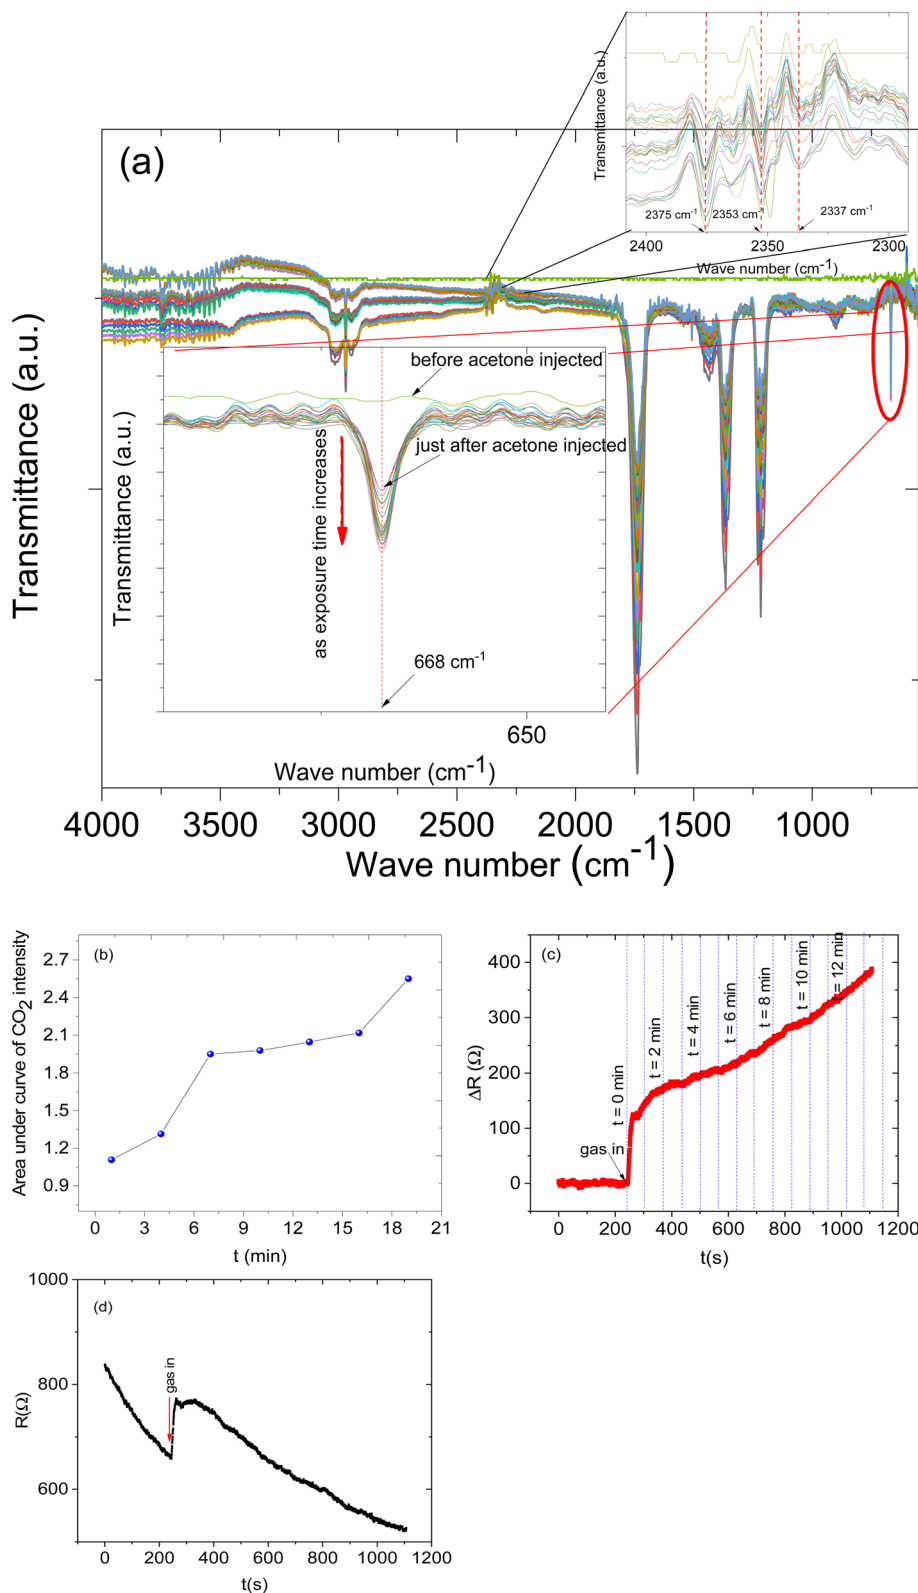 Transmittance (a.u.)
2375 cm-1
2353 cm-1
2337 cm-1
2400
2350
2300
Wave number (cm-1)
(a)
Transmittance (a.u.)
before acetone injected
just after acetone injected
as exposure time increases
668 cm-1
Transmittance (a.u.)
650
Wave number (cm-1)
4000
3000
2500
2000
1500
1000
Wave number (cm-1)
(b)
Area under curve of CO2 intensity
2.7
2.4
2.1
1.8
1.5
1.2
0.9
0
3
6
9
12
15
18
21
t (min)
(c)
ΔR (Ω)
400
300
200
100
0
gas in
t = 0 min
t = 2 min
t = 4 min
t = 6 min
t = 8 min
t = 10 min
t = 12 min
0
200
400
600
800
1000
1200
t(s)
(d)
R(Ω)
1000
800
600
gas in
0
200
400
600
800
1000
1200
t(s)